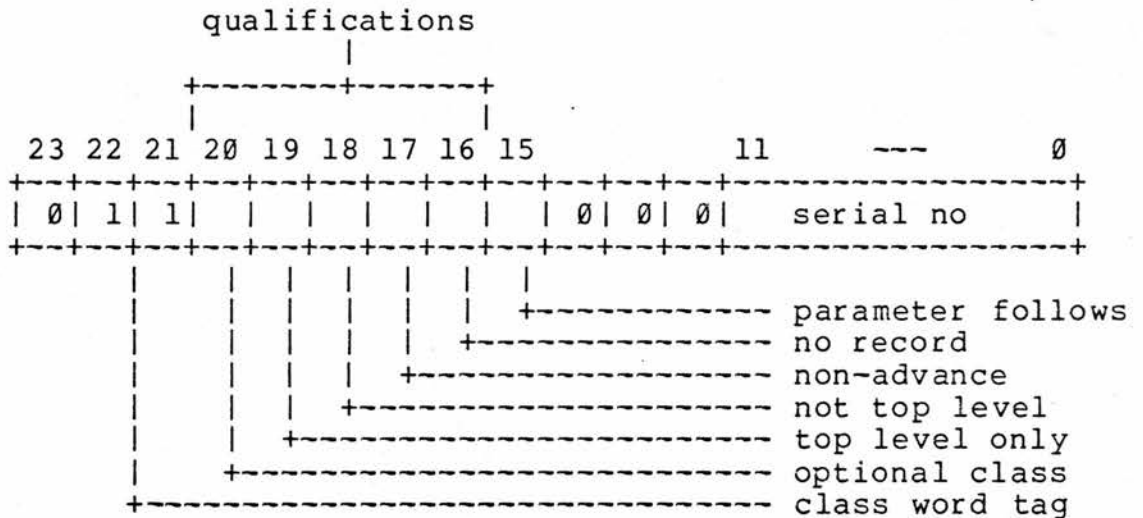 qualifications
23 22 21 20 19 18 17 16 15 11 --- 0
0 1 1 0 0 0 serial no
parameter follows
no record
non-advance
not top level
top level only
optional class
class word tag